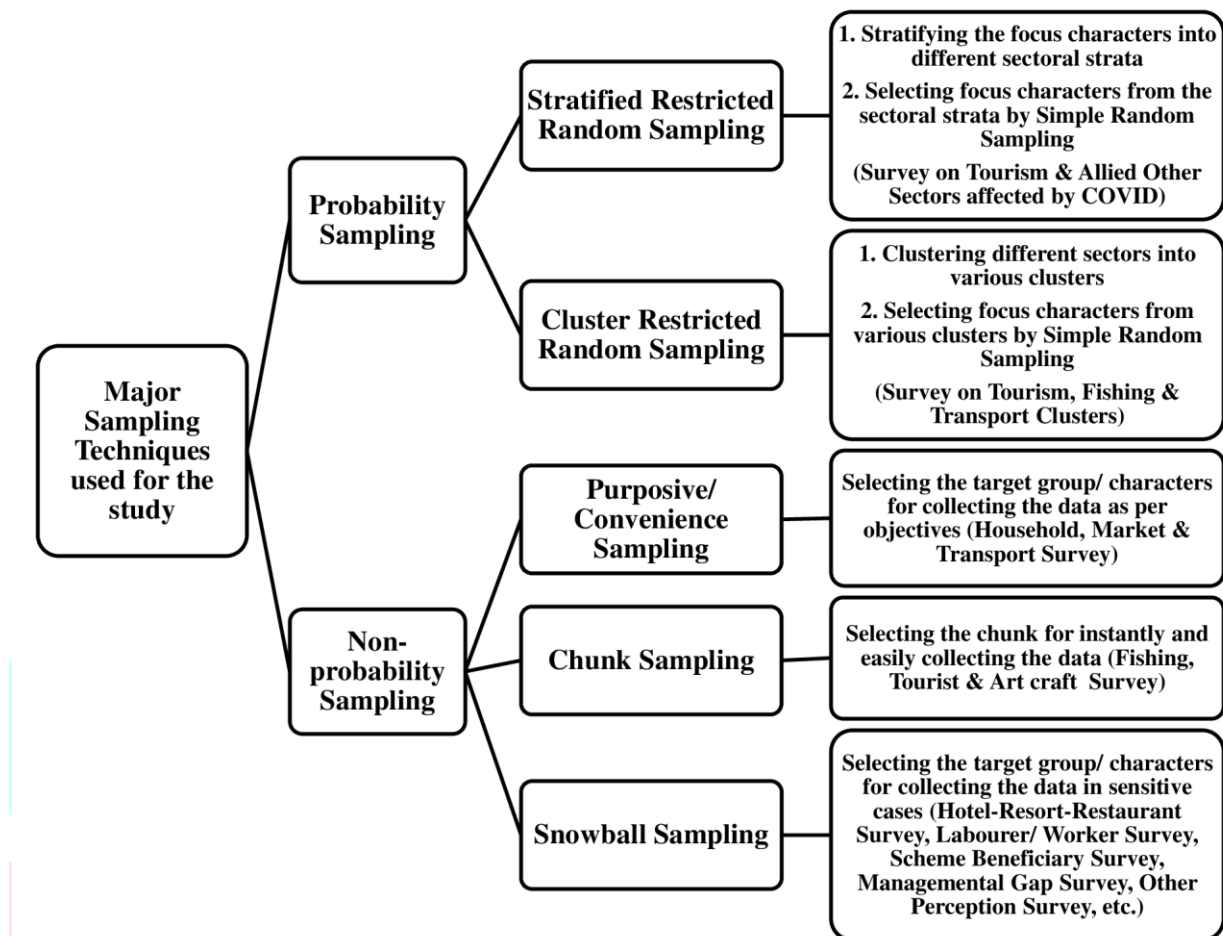 Major
Sampling
Techniques
used for the
study
Probability
Sampling
Stratified Restricted
Random Sampling
1. Stratifying the focus characters into
different sectoral strata
2. Selecting focus characters from the
sectoral strata by Simple Random
Sampling
(Survey on Tourism & Allied Other
Sectors affected by COVID)
Cluster Restricted
Random Sampling
1. Clustering different sectors into
various clusters
2. Selecting focus characters from
various clusters by Simple Random
Sampling
(Survey on Tourism, Fishing &
Transport Clusters)
Non-
probability
Sampling
Purposive/
Convenience
Sampling
Selecting the target group/ characters
for collecting the data as per
objectives (Household, Market &
Transport Survey)
Chunk Sampling
Selecting the chunk for instantly and
easily collecting the data (Fishing,
Tourist & Art craft Survey)
Snowball Sampling
Selecting the target group/ characters
for collecting the data in sensitive
cases (Hotel-Resort-Restaurant
Survey, Labourer/ Worker Survey,
Scheme Beneficiary Survey,
Managemental Gap Survey, Other
Perception Survey, etc.)